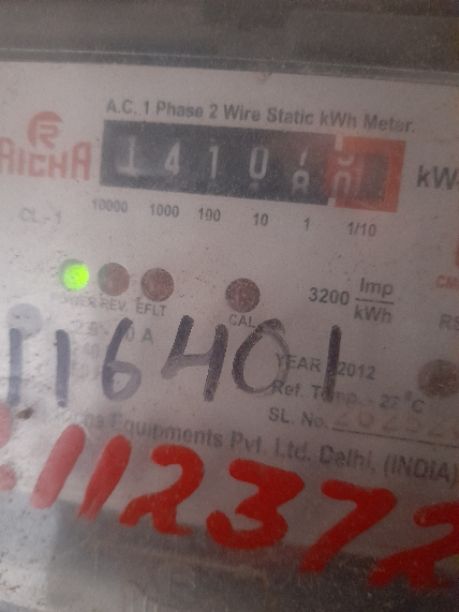 A.C. 1 Phase 2 Wire Static kWh Meter.
RICHA
1410
kW
CL-1
10000 1000 100 10 1 1/10
POWER REV. EFLT
CAL
3200 Imp/kWh
116401
YEAR 2012
Ref. Temp.- 27 °C
SL. No.
Equipments Pvt. Ltd. Delhi, (INDIA)
112372